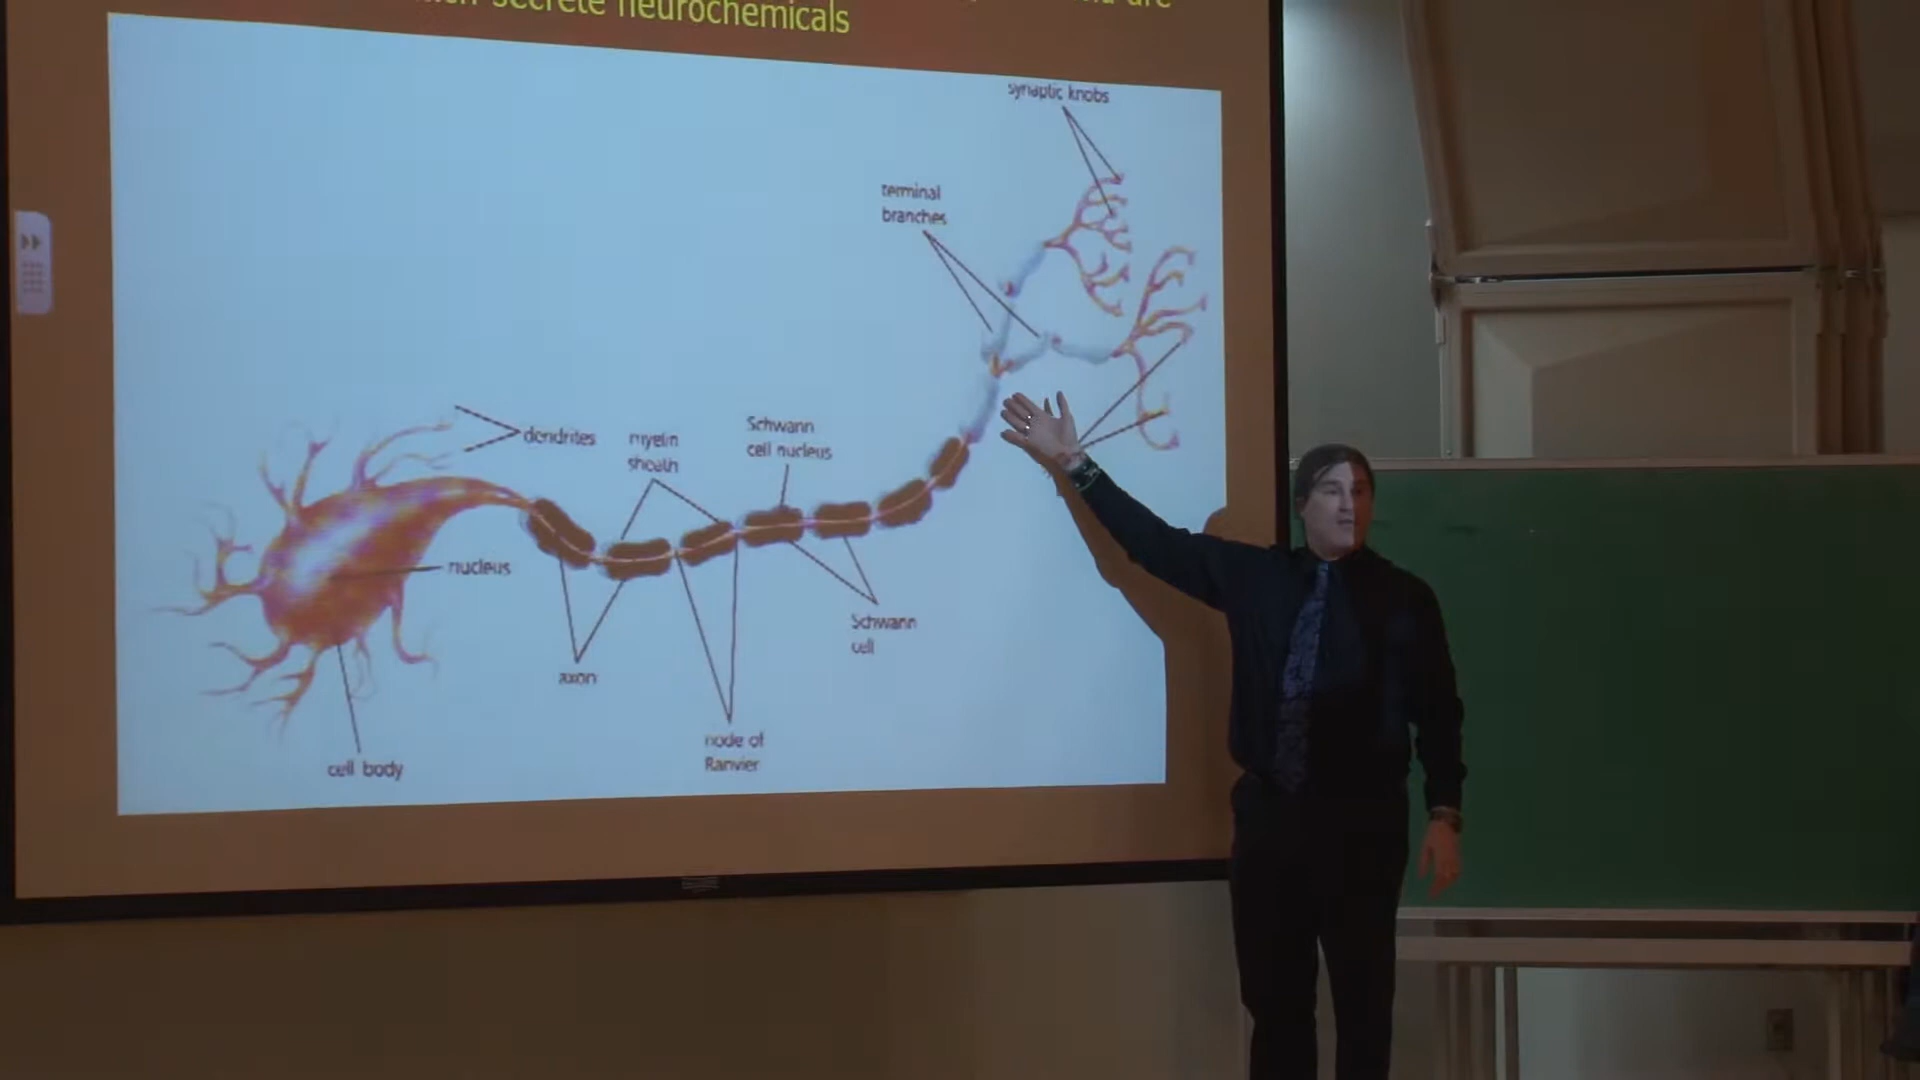 secrete neurochemicals
synaptic knobs
terminal
branches
dendrites
myelin
sheath
Schwann
cell nucleus
nucleus
Schwann
cell
axon
node of
Ranvier
cell body